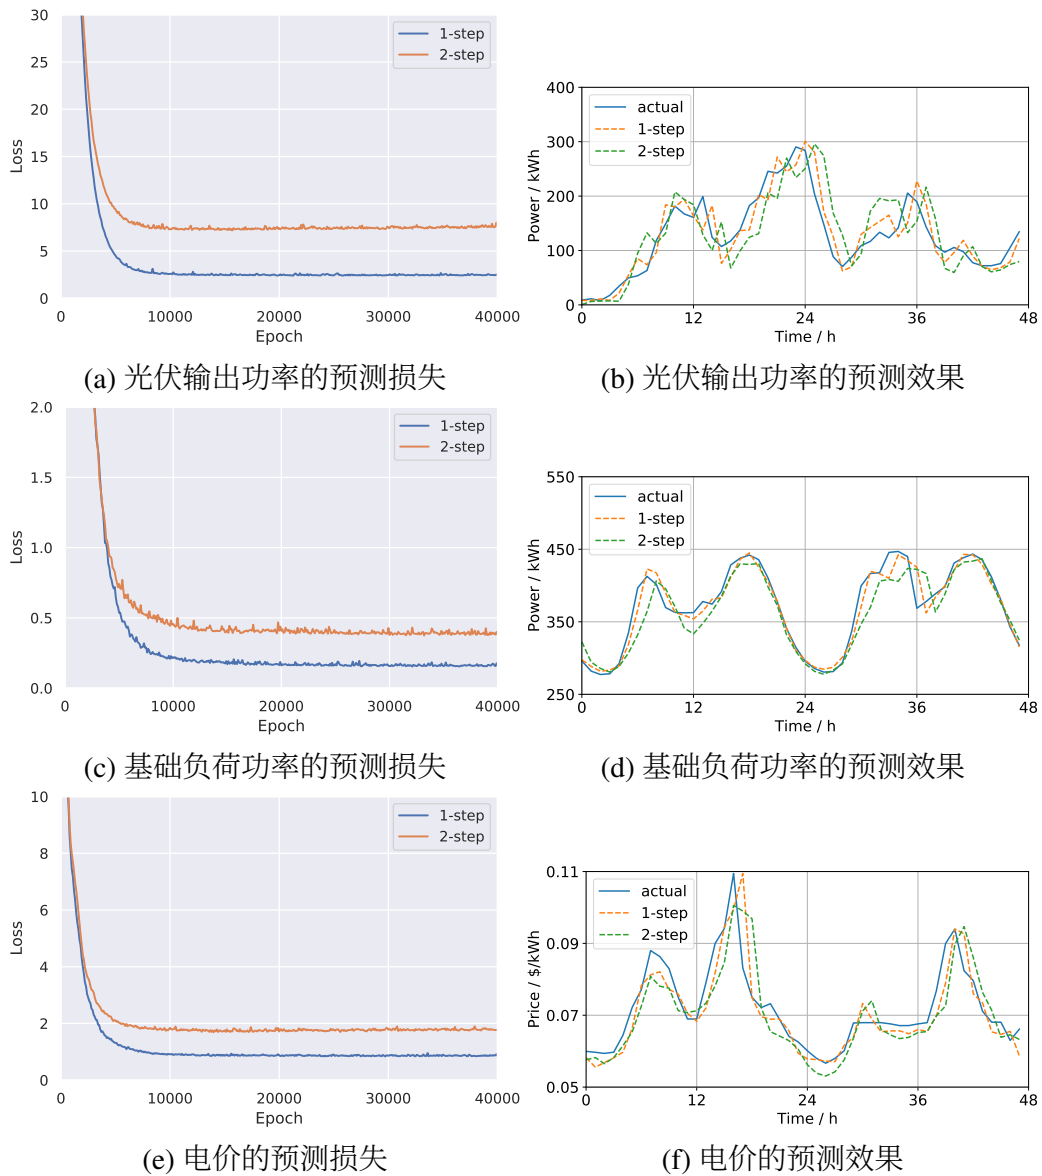 30
25
20
15
10
5
0
Loss
1-step
2-step
0
10000
20000
30000
40000
Epoch
(a) 光伏输出功率的预测损失
400
300
200
100
0
Power / kWh
actual
1-step
2-step
0
12
24
36
48
Time / h
(b) 光伏输出功率的预测效果
2.0
1.5
1.0
0.5
0.0
Loss
1-step
2-step
0
10000
20000
30000
40000
Epoch
(c) 基础负荷功率的预测损失
550
450
350
250
Power / kWh
actual
1-step
2-step
0
12
24
36
48
Time / h
(d) 基础负荷功率的预测效果
10
8
6
4
2
0
Loss
1-step
2-step
0
10000
20000
30000
40000
Epoch
(e) 电价的预测损失
0.11
0.09
0.07
0.05
Price / $/kWh
actual
1-step
2-step
0
12
24
36
48
Time / h
(f) 电价的预测效果